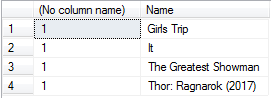 (No column name) Name
1 1 Girls Trip
2 1 It
3 1 The Greatest Showman
4 1 Thor: Ragnarok (2017)